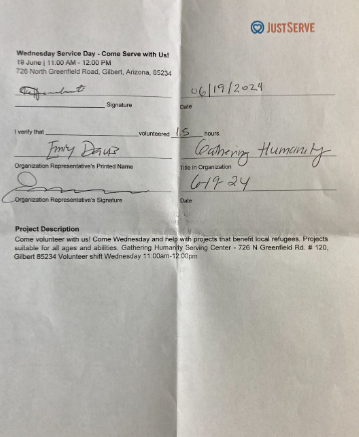 JUSTSERVE
Wednesday Service Day - Come Serve with Us!
19 June | 11:00 AM - 12:00 PM
726 North Greenfield Road, Gilbert, Arizona, 85234
06/19/2024
Signature
Date
I verify that volunteered 1.5 hours.
Emily Davis Gathering Humanity
Organization Representative's Printed Name Title in Organization
6-19-24
Organization Representative's Signature Date
Project Description
Come volunteer with us! Come Wednesday and help with projects that benefit local refugees. Projects
suitable for all ages and abilities. Gathering Humanity Serving Center - 726 N Greenfield Rd. # 120,
Gilbert 85234 Volunteer shift Wednesday 11:00am-12:00pm